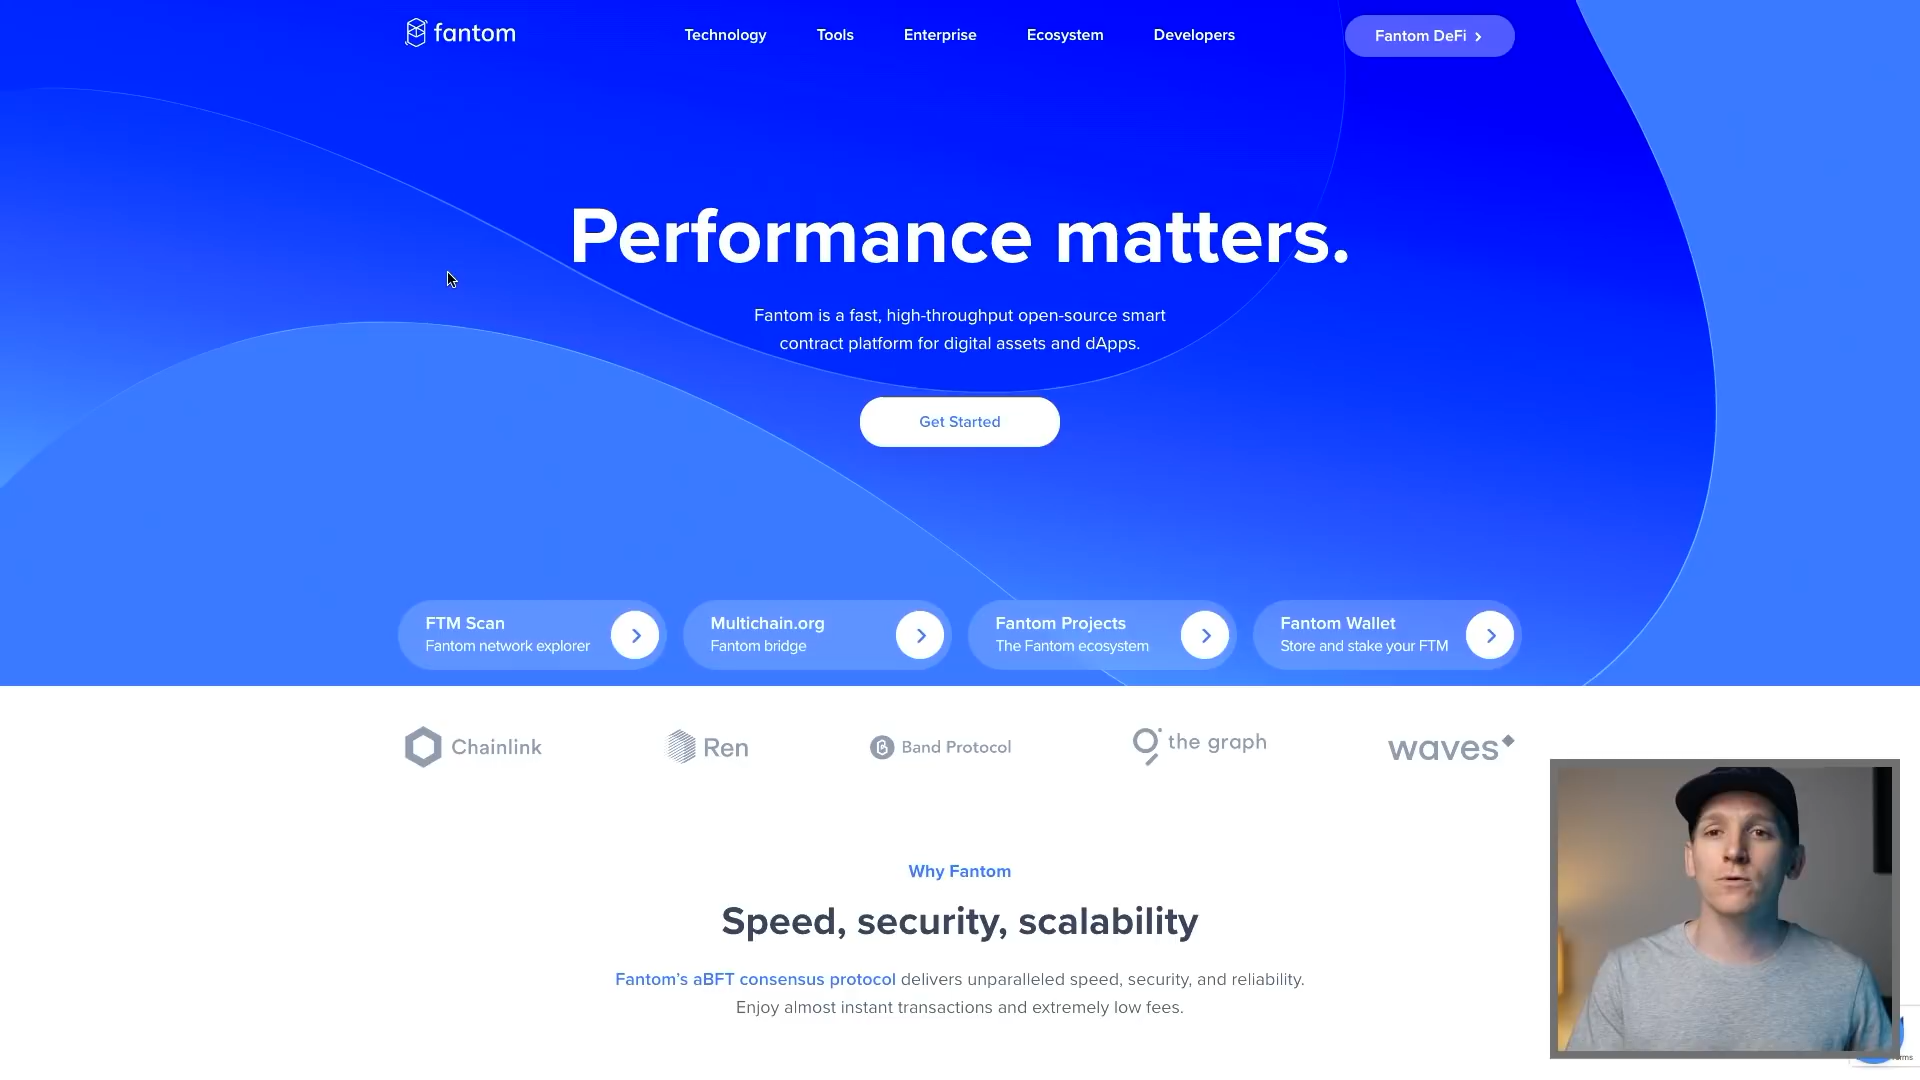 fantom
Technology
Tools
Enterprise
Ecosystem
Developers
Fantom DeFi
Performance matters.
Fantom is a fast, high-throughput open-source smart
contract platform for digital assets and dApps.
Get Started
FTM Scan
Fantom network explorer
Multichain.org
Fantom bridge
Fantom Projects
The Fantom ecosystem
Fantom Wallet
Store and stake your FTM
Chainlink
Ren
Band Protocol
the graph
waves
Why Fantom
Speed, security, scalability
Fantom's aBFT consensus protocol delivers unparalleled speed, security, and reliability.
Enjoy almost instant transactions and extremely low fees.